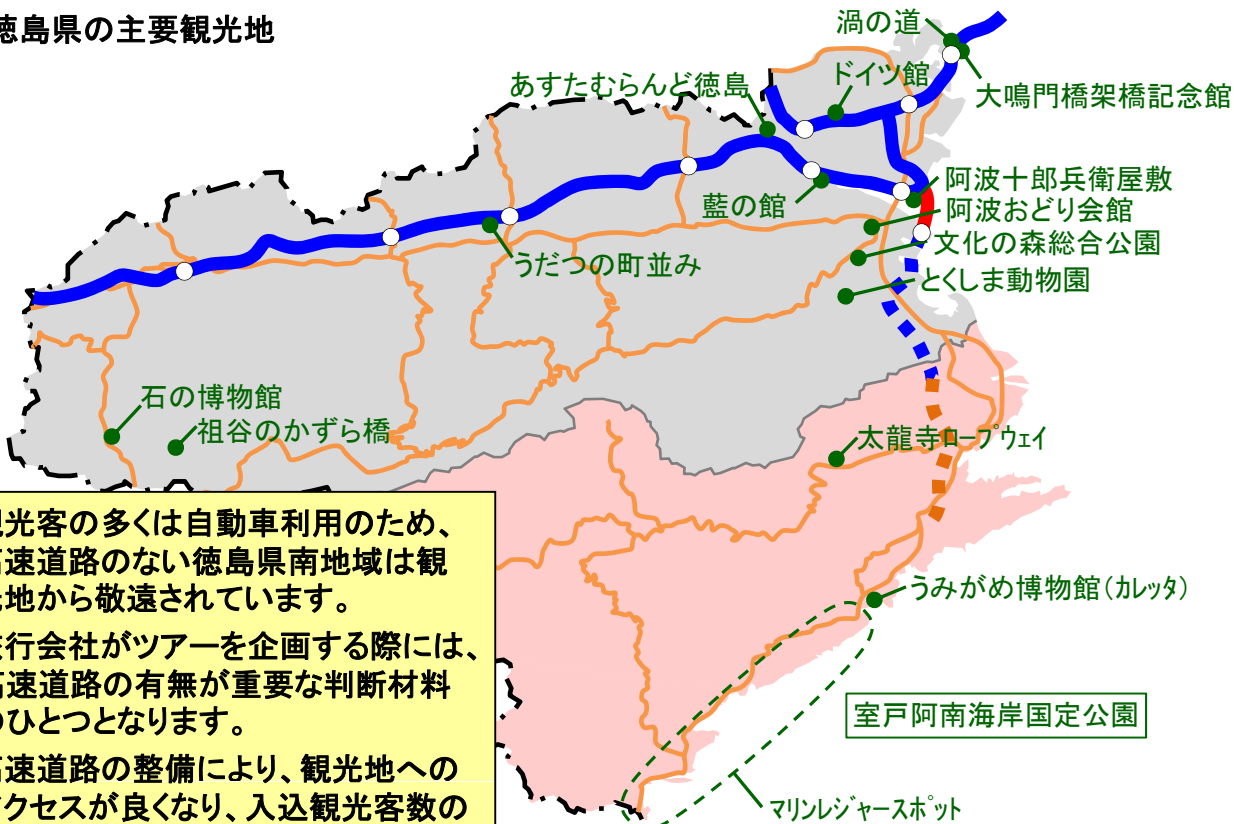 徳島県の主要観光地
渦の道
ドイツ館
あすたむらんど徳島
大鳴門橋架橋記念館
阿波十郎兵衛屋敷
藍の館
阿波おどり会館
文化の森総合公園
うだつの町並み
とくしま動物園
石の博物館
祖谷のかずら橋
太龍寺ロープウェイ
観光客の多くは自動車利用のため、
高速道路のない徳島県南地域は観
光地から敬遠されています。
旅行会社がツアーを企画する際には、
高速道路の有無が重要な判断材料
のひとつとなります。
高速道路の整備により、観光地への
アクセスが良くなり、入込観光客数の
うみがめ博物館(カレッタ)
室戸阿南海岸国定公園
マリンレジャースポット